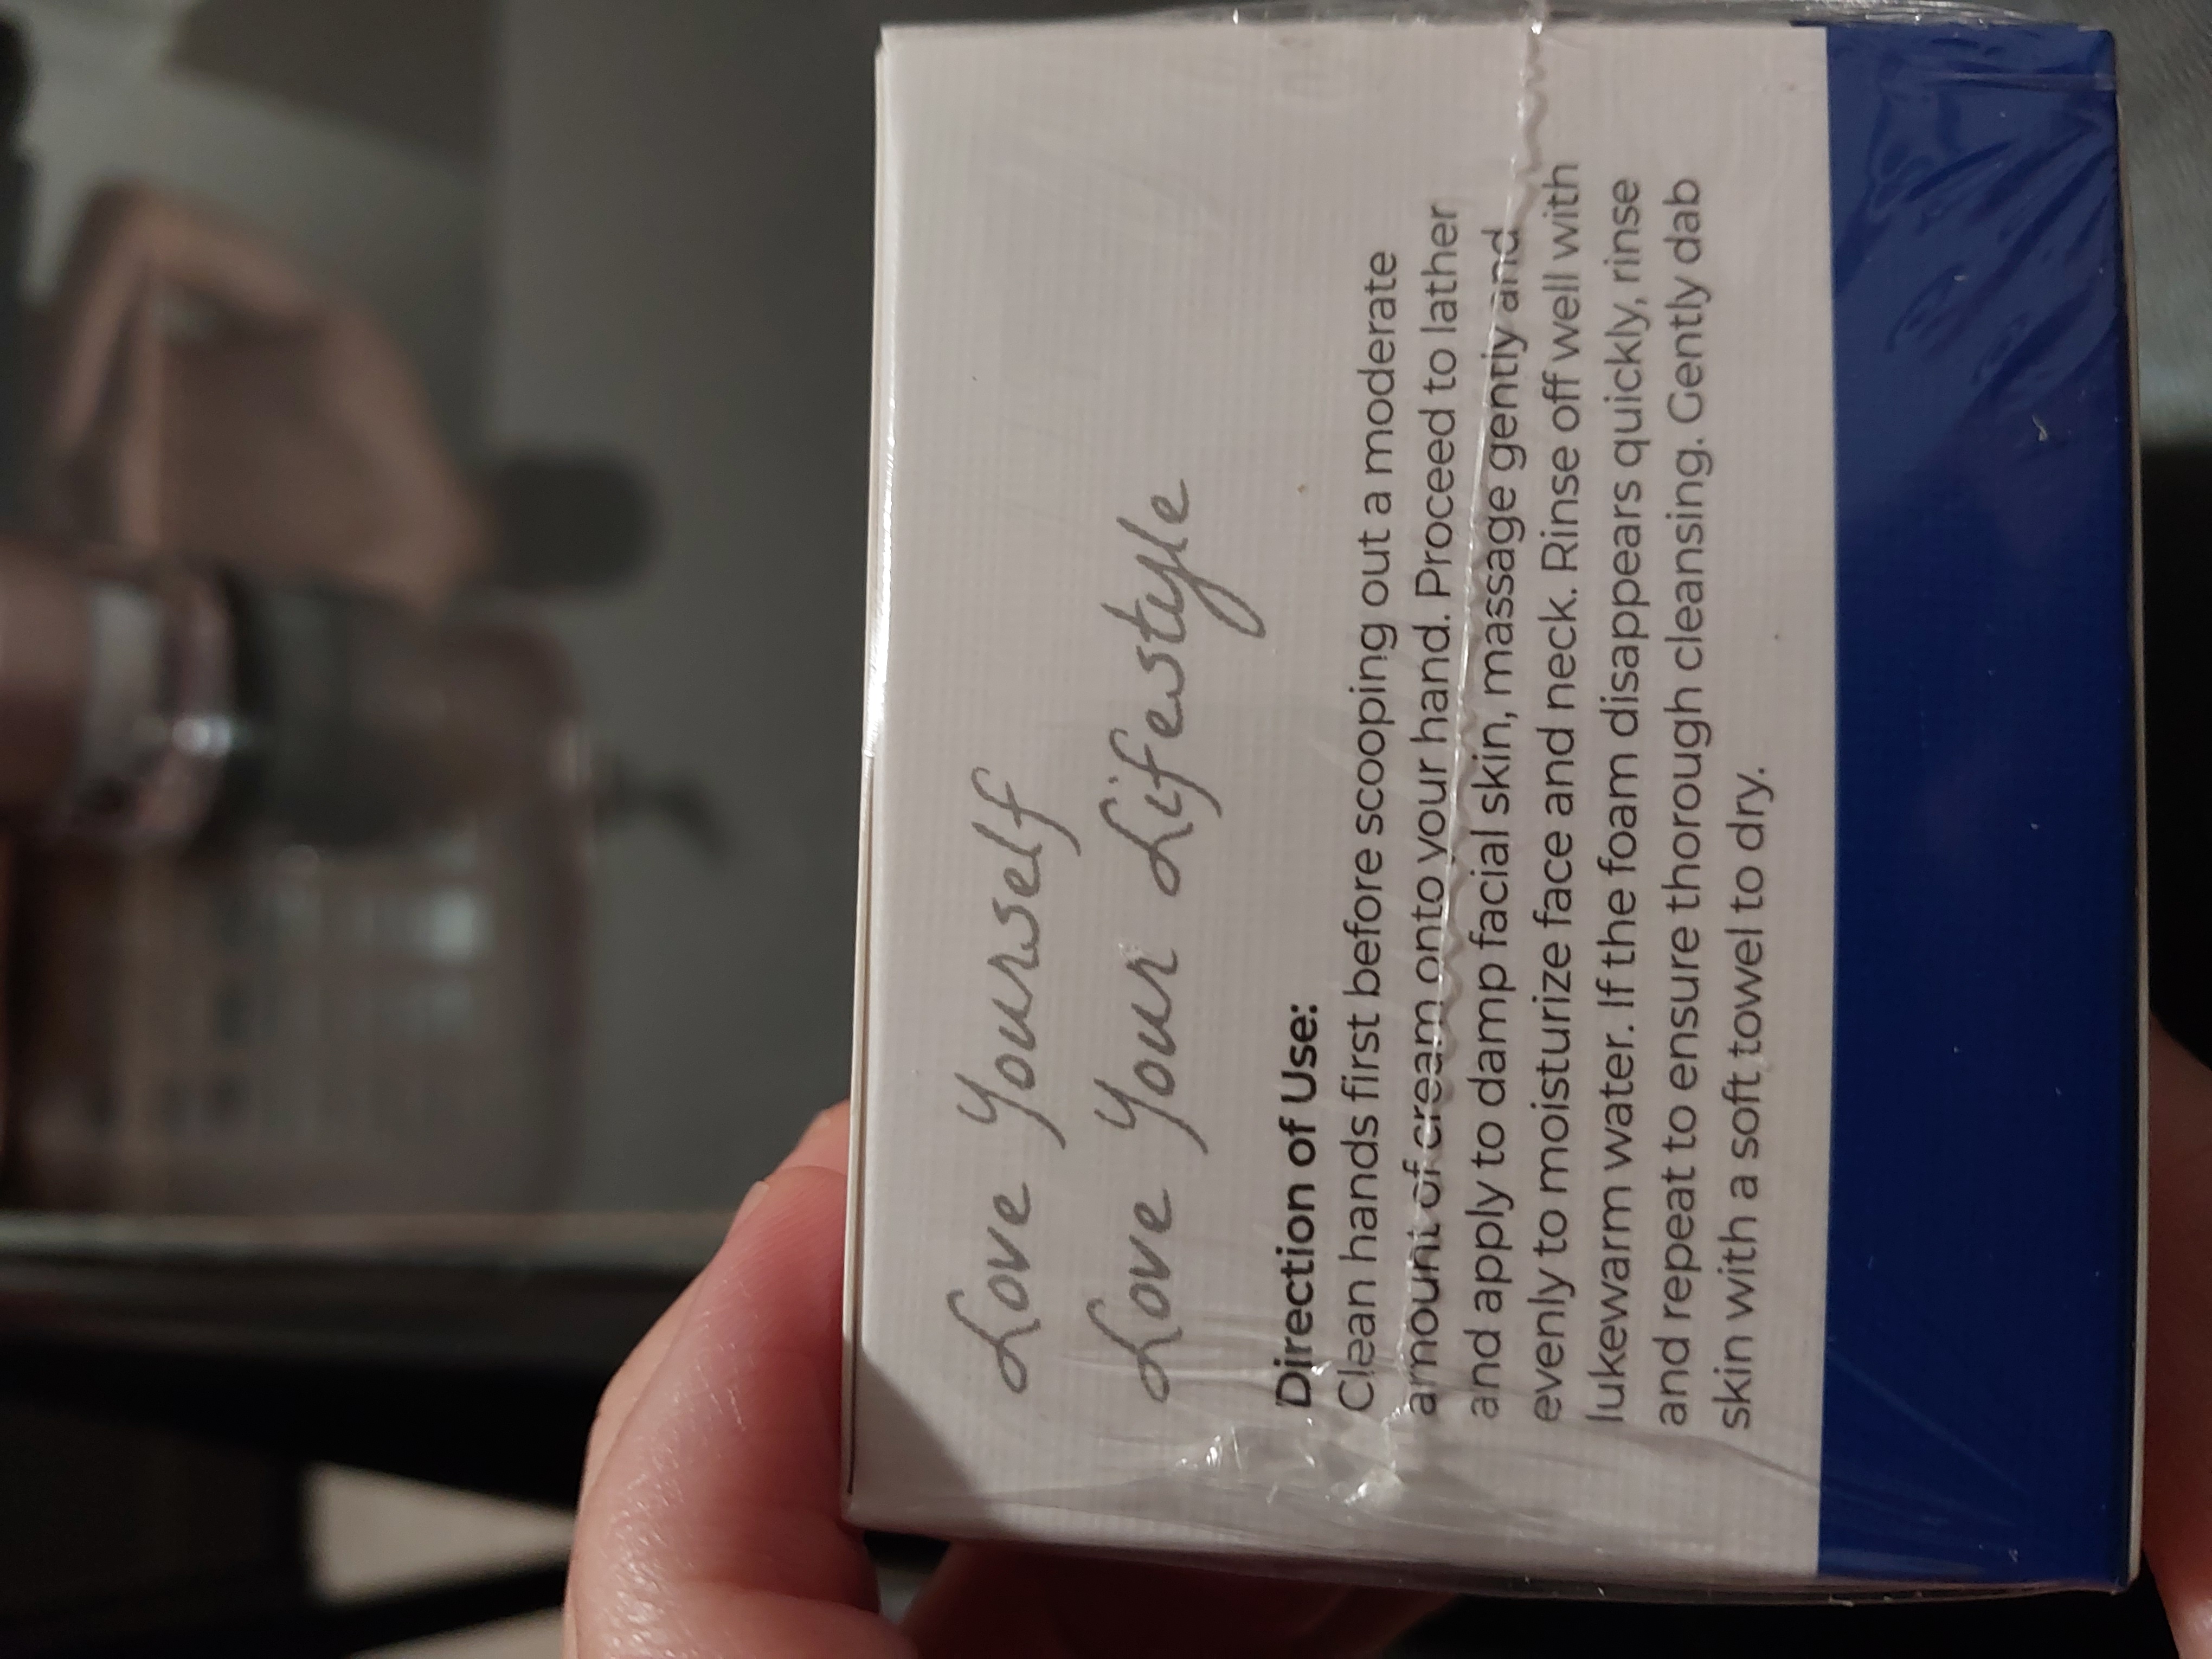 Love Yourself
Love Your Lifestyle
Direction of Use:
Clean hands first before scooping out a moderate
amount of cream onto your hand. Proceed to lather
and apply to damp facial skin, massage gently and
evenly to moisturize face and neck. Rinse off well with
lukewarm water. If the foam disappears quickly, rinse
and repeat to ensure thorough cleansing. Gently dab
skin with a soft towel to dry.